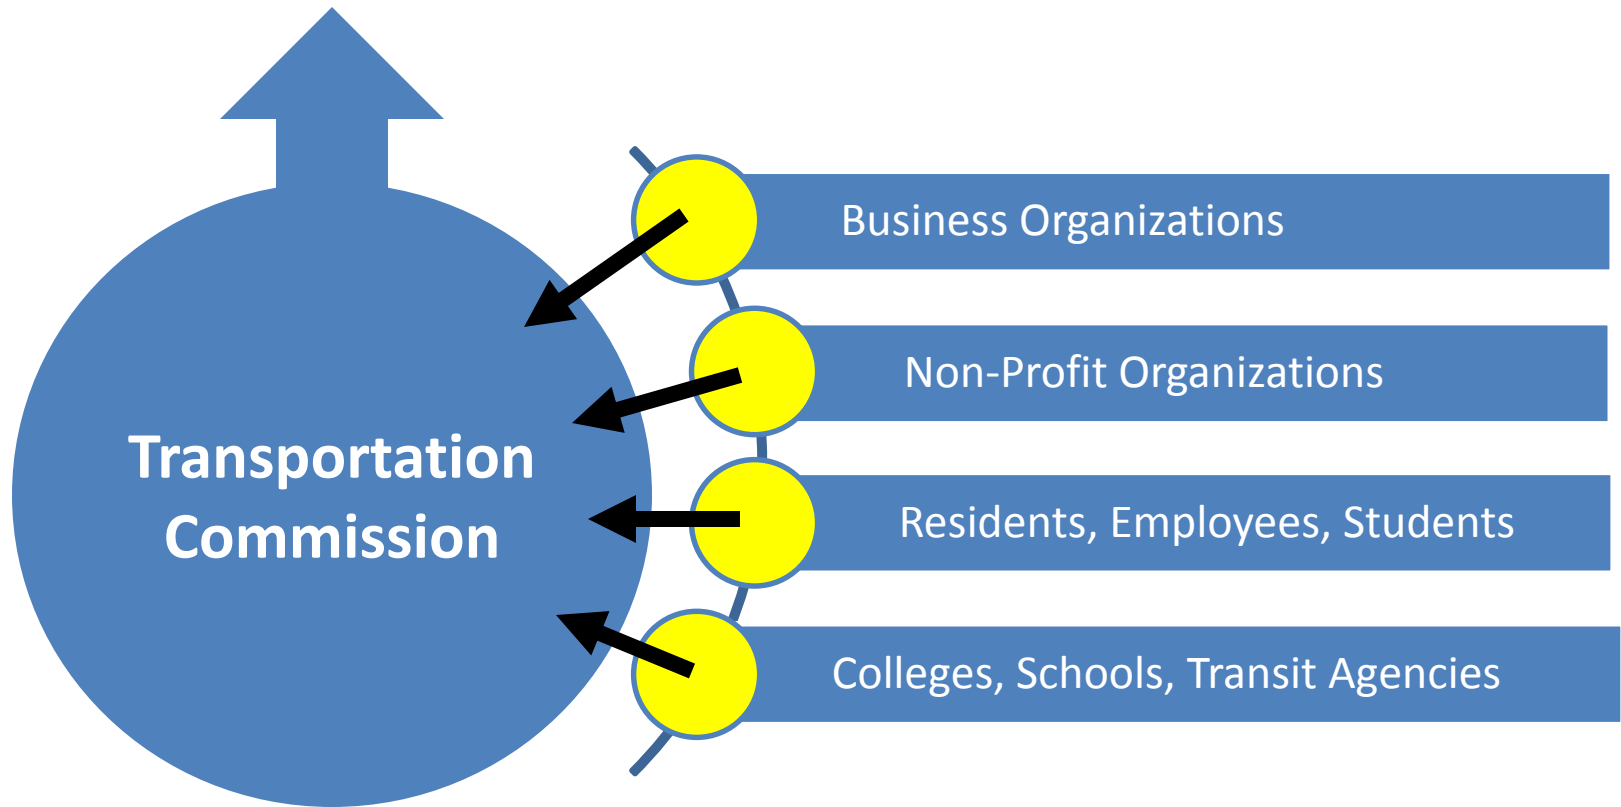 Business Organizations
Non-Profit Organizations
Transportation
Commission
Residents, Employees, Students
Colleges, Schools, Transit Agencies